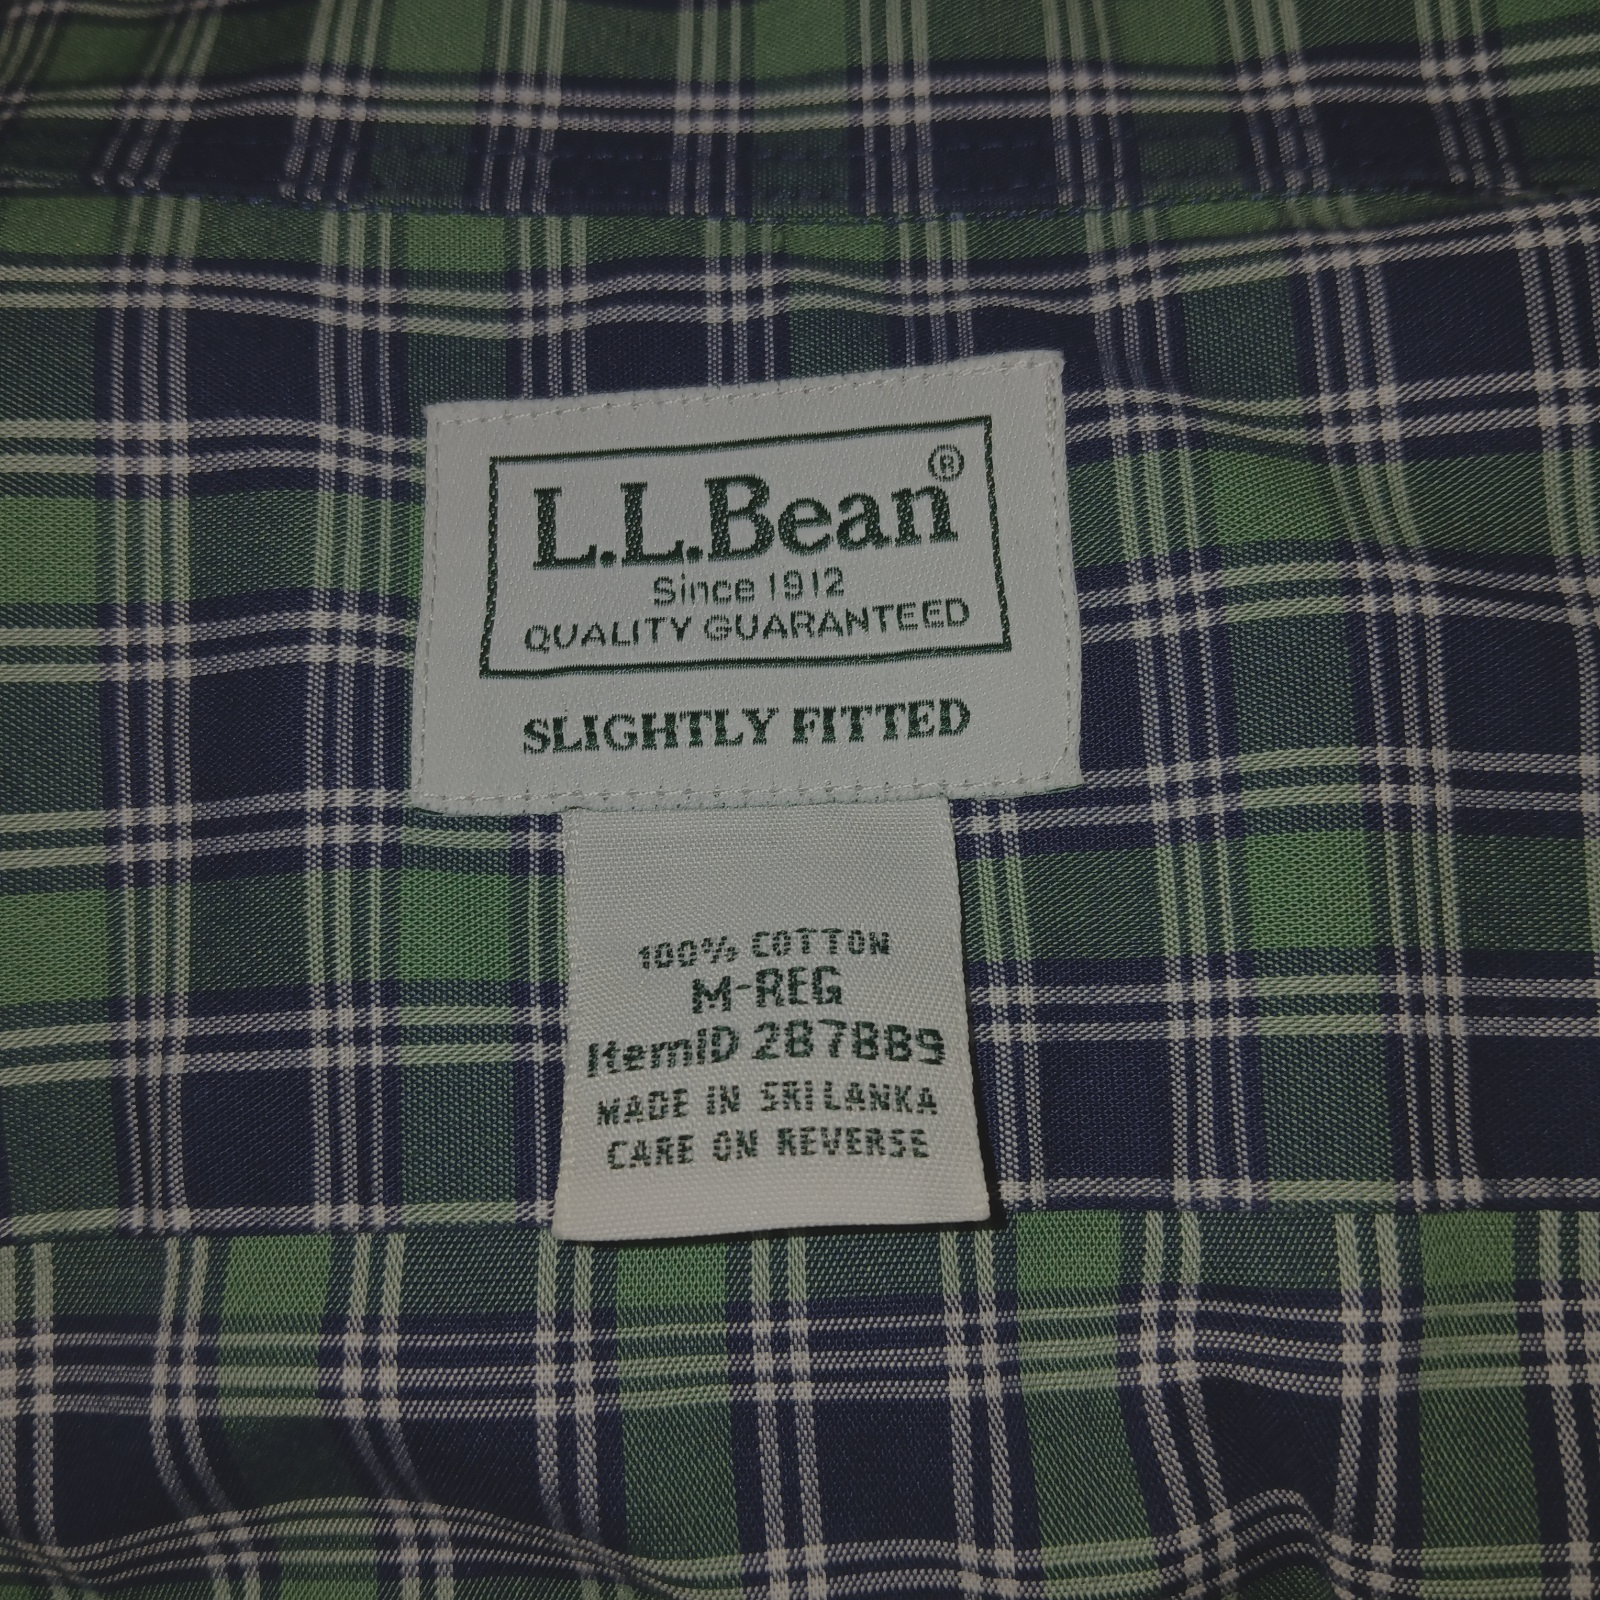 L.L.Bean®
Since 1912
QUALITY GUARANTEED
SLIGHTLY FITTED
100% COTTON
M-REG
ItemID 287889
MADE IN SRI LANKA
CARE ON REVERSE